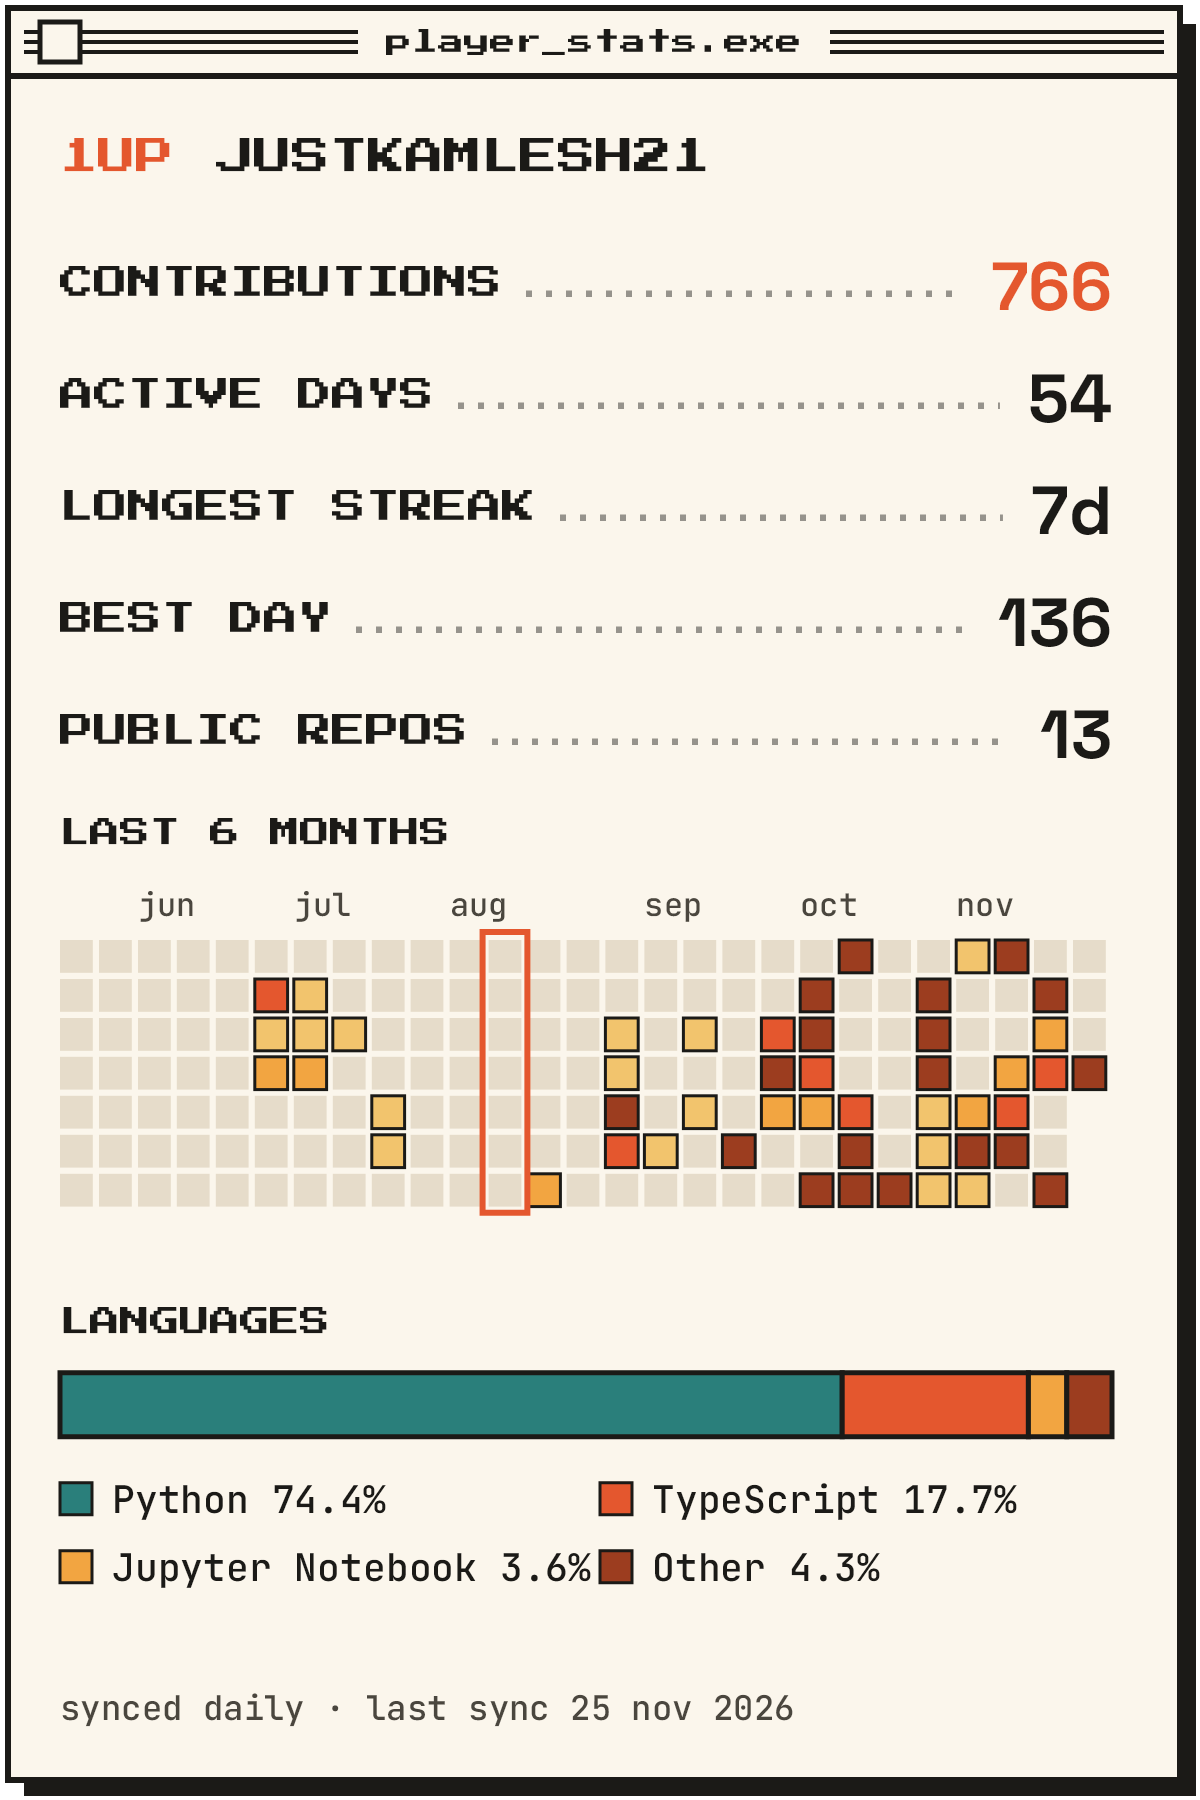 player_stats.exe
1UP JUSTKAMLESH21
CONTRIBUTIONS 766
ACTIVE DAYS 54
LONGEST STREAK 7d
BEST DAY 136
PUBLIC REPOS 13
LAST 6 MONTHS
jun jul aug sep oct nov
LANGUAGES
Python 74.4% TypeScript 17.7%
Jupyter Notebook 3.6% Other 4.3%
synced daily · last sync 25 nov 2026